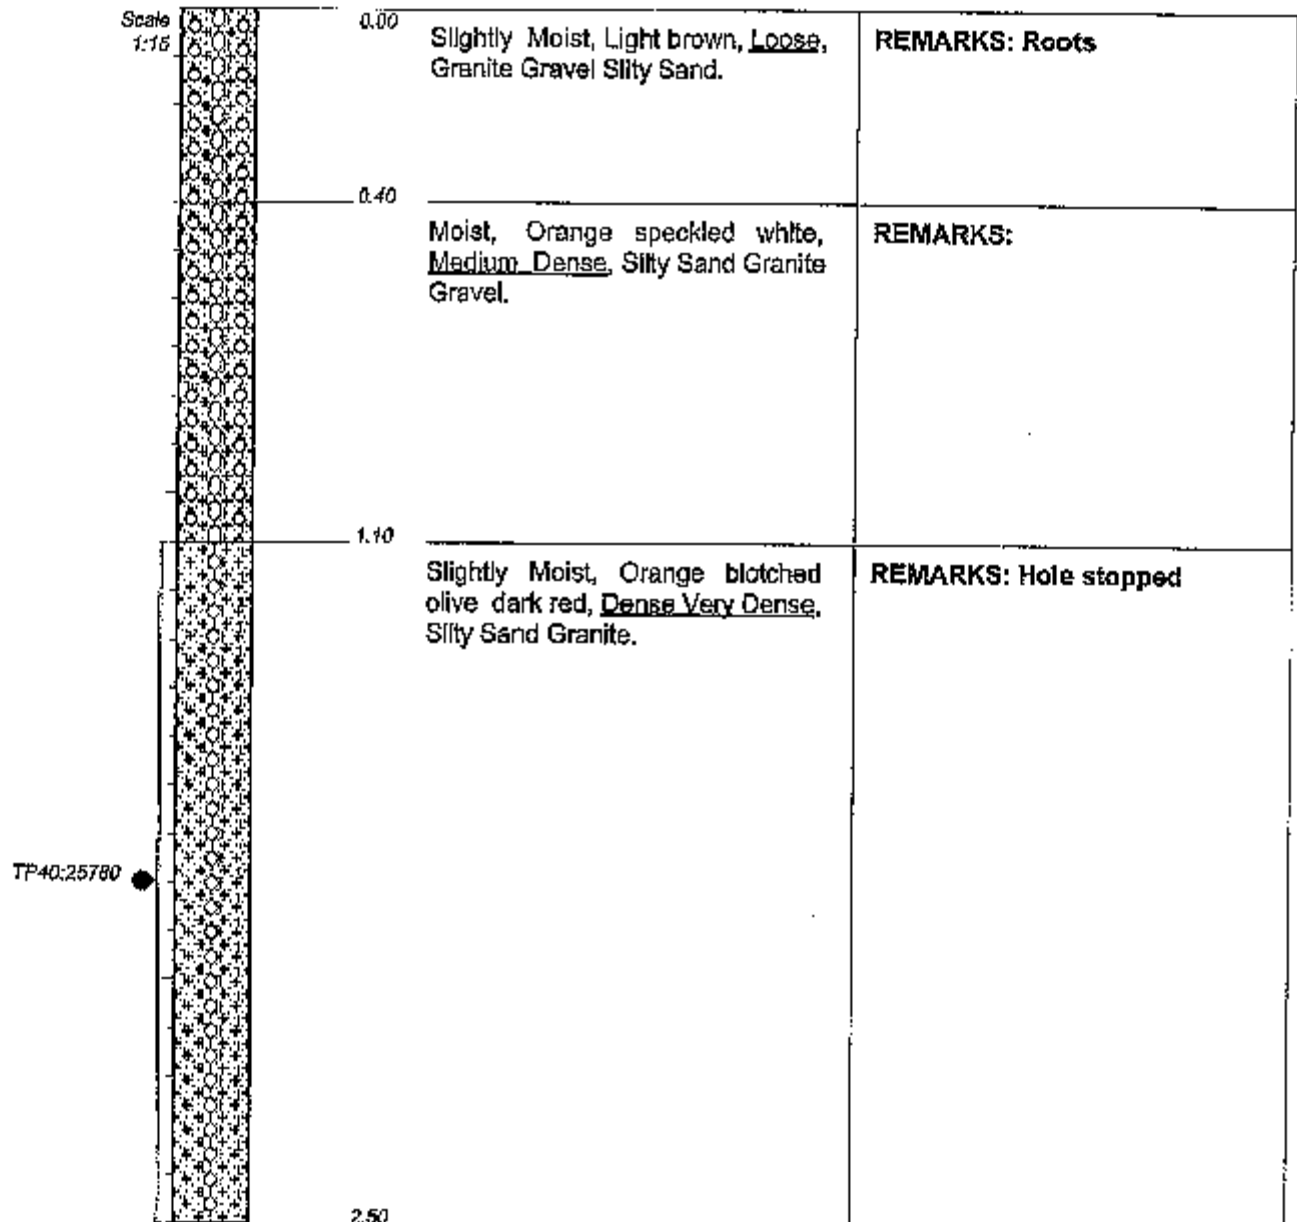 Scale
1:15
0.00
Slightly Moist, Light brown, Loose,
Granite Gravel Silty Sand.
REMARKS: Roots
0.40
Moist, Orange speckled white,
Medium Dense, Silty Sand Granite
Gravel.
REMARKS:
1.10
Slightly Moist, Orange blotched
olive dark red, Dense Very Dense,
Silty Sand Granite.
REMARKS: Hole stopped
TP40:25780
2.50